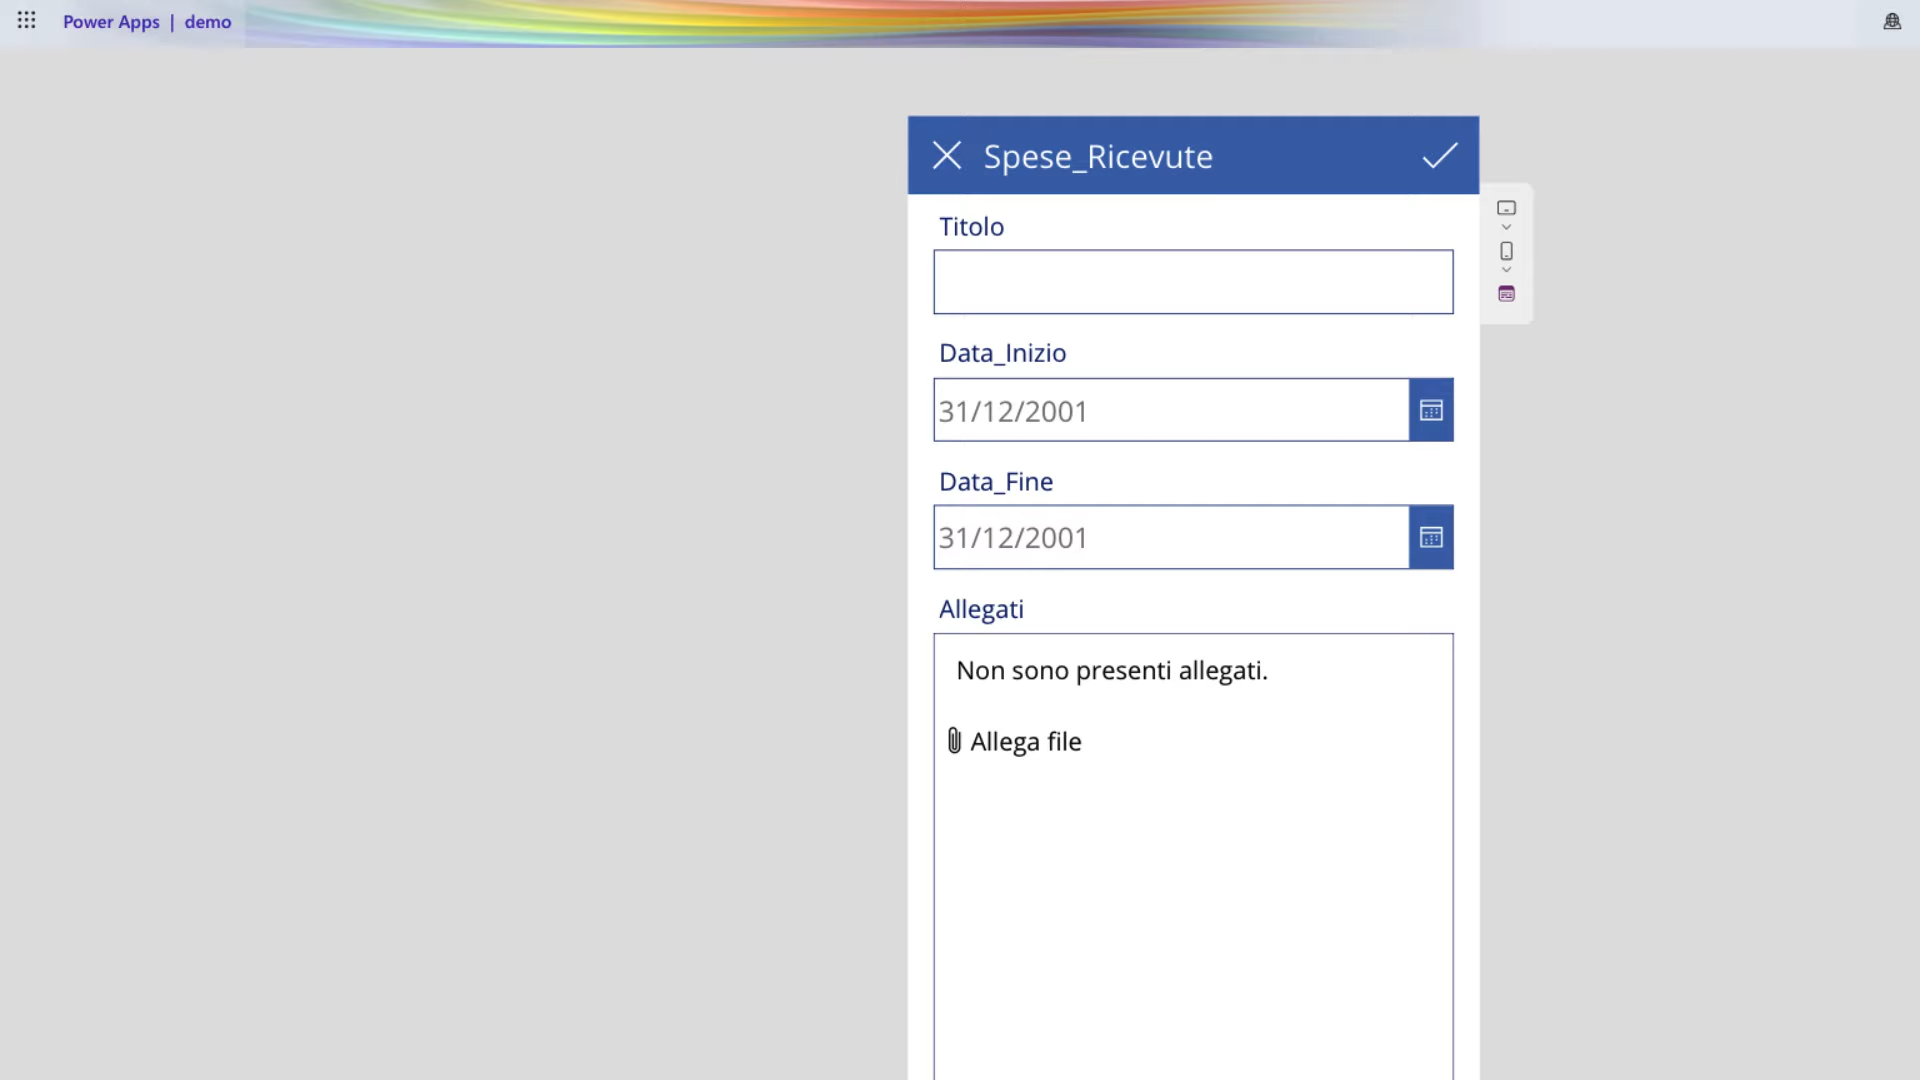 Power Apps | demo
Spese_Ricevute
Titolo
Data_Inizio
31/12/2001
Data_Fine
31/12/2001
Allegati
Non sono presenti allegati.
Allega file